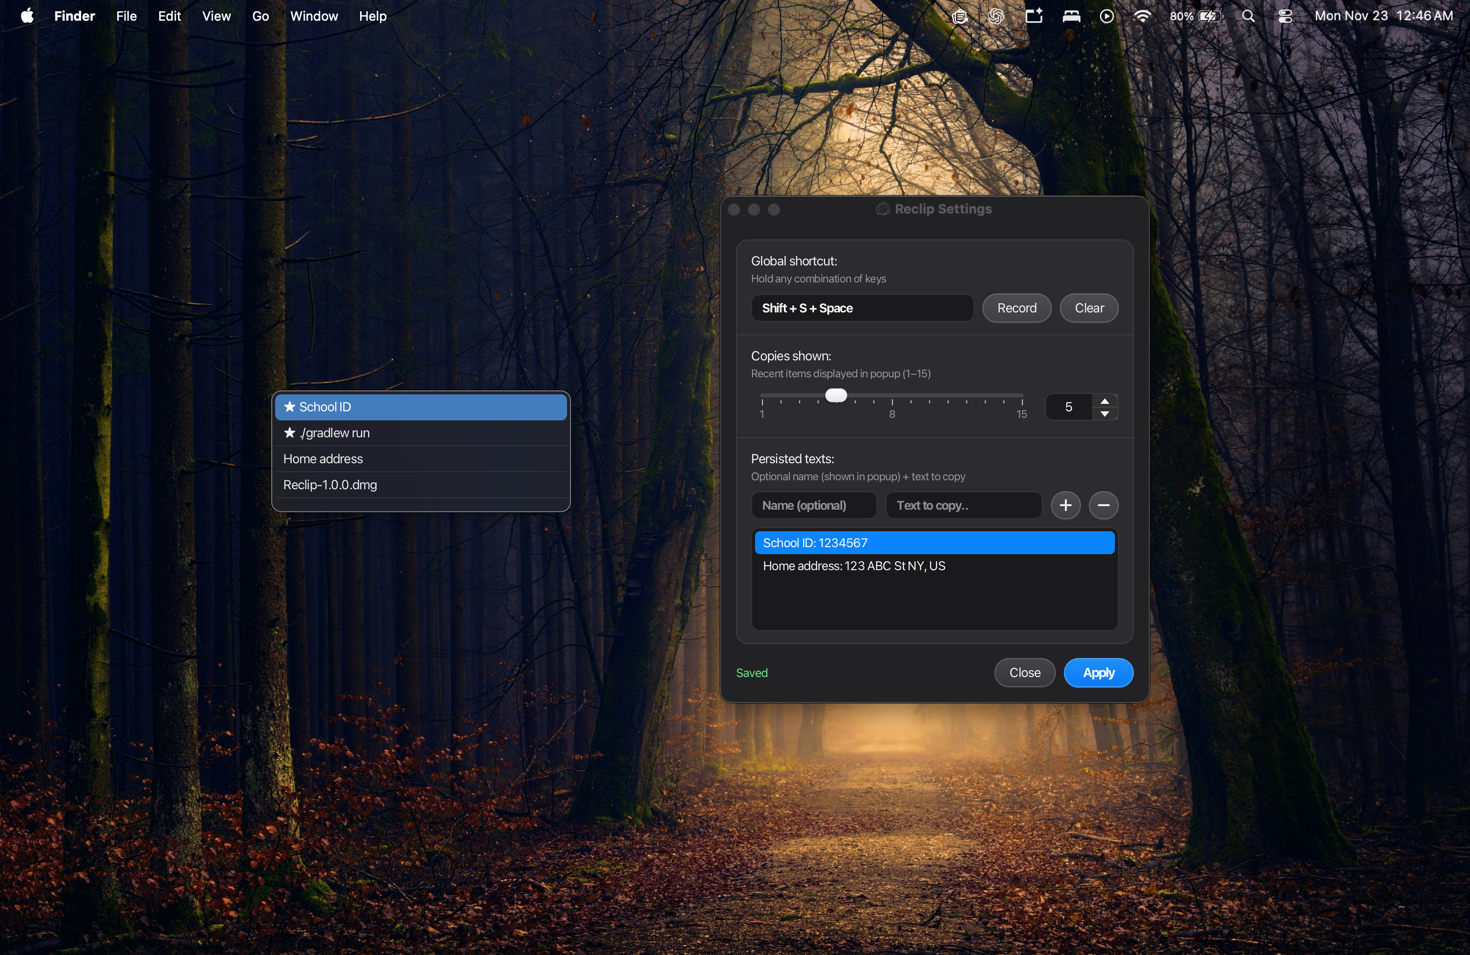 Finder File Edit View Go Window Help 80% Mon Nov 23 12:46 AM
Reclip Settings
Global shortcut:
Hold any combination of keys
Shift + S + Space Record Clear
Copies shown:
Recent items displayed in popup (1–15)
1 8 15 5
Persisted texts:
Optional name (shown in popup) + text to copy
Name (optional) Text to copy..
School ID: 1234567
Home address: 123 ABC St NY, US
Saved Close Apply
★ School ID
★ ./gradlew run
Home address
Reclip-1.0.0.dmg